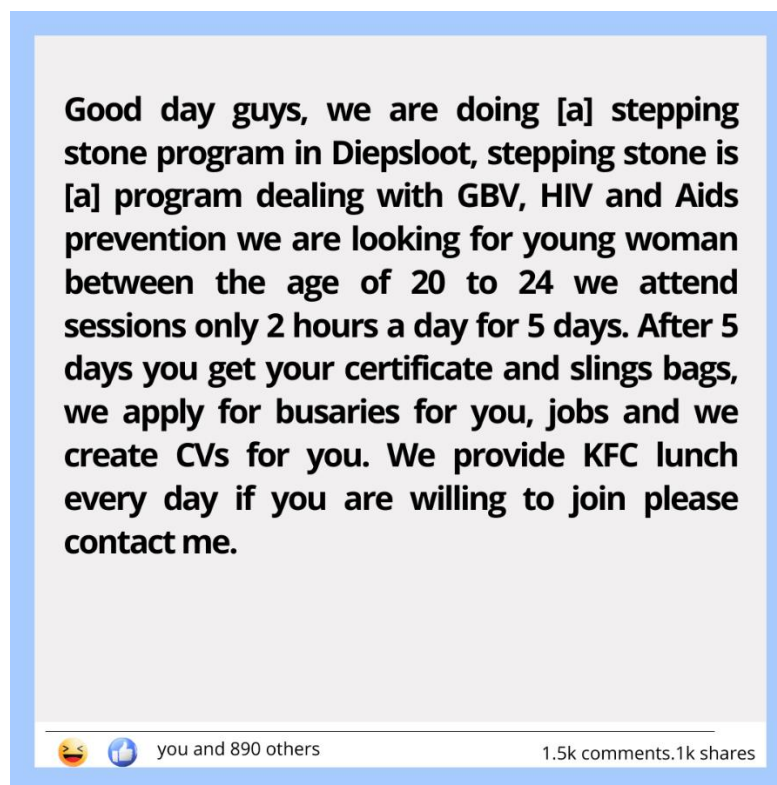 Good day guys, we are doing [a] stepping
stone program in Diepsloot, stepping stone is
[a] program dealing with GBV, HIV and Aids
prevention we are looking for young woman
between the age of 20 to 24 we attend
sessions only 2 hours a day for 5 days. After 5
days you get your certificate and slings bags,
we apply for busaries for you, jobs and we
create CVs for you. We provide KFC lunch
every day if you are willing to join please
contact me.
you and 890 others
1.5k comments.1k shares